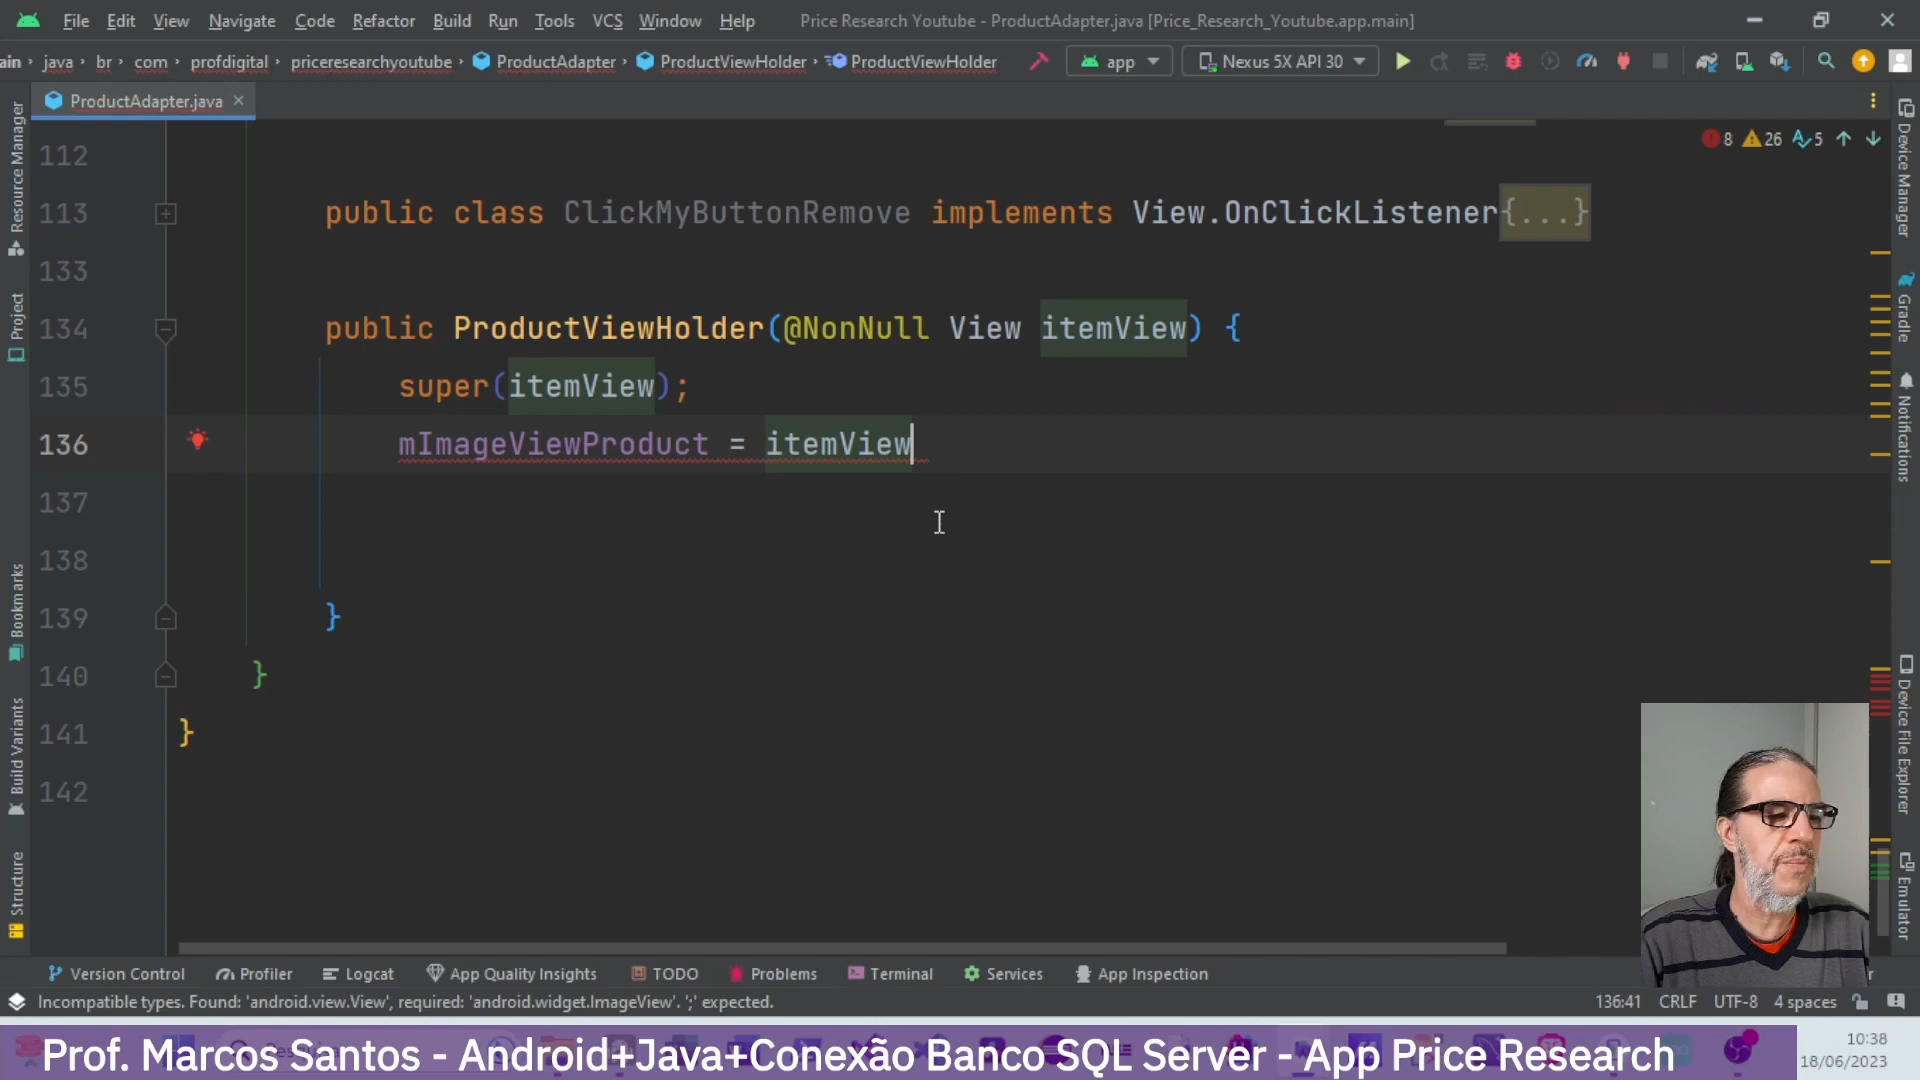 File Edit View Navigate Code Refactor Build Run Tools VCS Window Help Price Research Youtube - ProductAdapter.java [Price_Research_Youtube.app.main]
ain java br com profdigital priceresearchyoutube ProductAdapter ProductViewHolder ProductViewHolder app Nexus 5X API 30
ProductAdapter.java
8 26 5
112
113 public class ClickMyButtonRemove implements View.OnClickListener{...}
133
134 public ProductViewHolder(@NonNull View itemView) {
135 super(itemView);
136 mImageViewProduct = itemView
137
138
139 }
140 }
141 }
142
Resource Manager
Project
Bookmarks
Build Variants
Structure
Device Manager
Gradle
Notifications
Device File Explorer
Emulator
Version Control Profiler Logcat App Quality Insights TODO Problems Terminal Services App Inspection
Incompatible types. Found: 'android.view.View', required: 'android.widget.ImageView'. ';' expected. 136:41 CRLF UTF-8 4 spaces
Prof. Marcos Santos - Android+Java+Conexão Banco SQL Server - App Price Research
10:38
18/06/2023